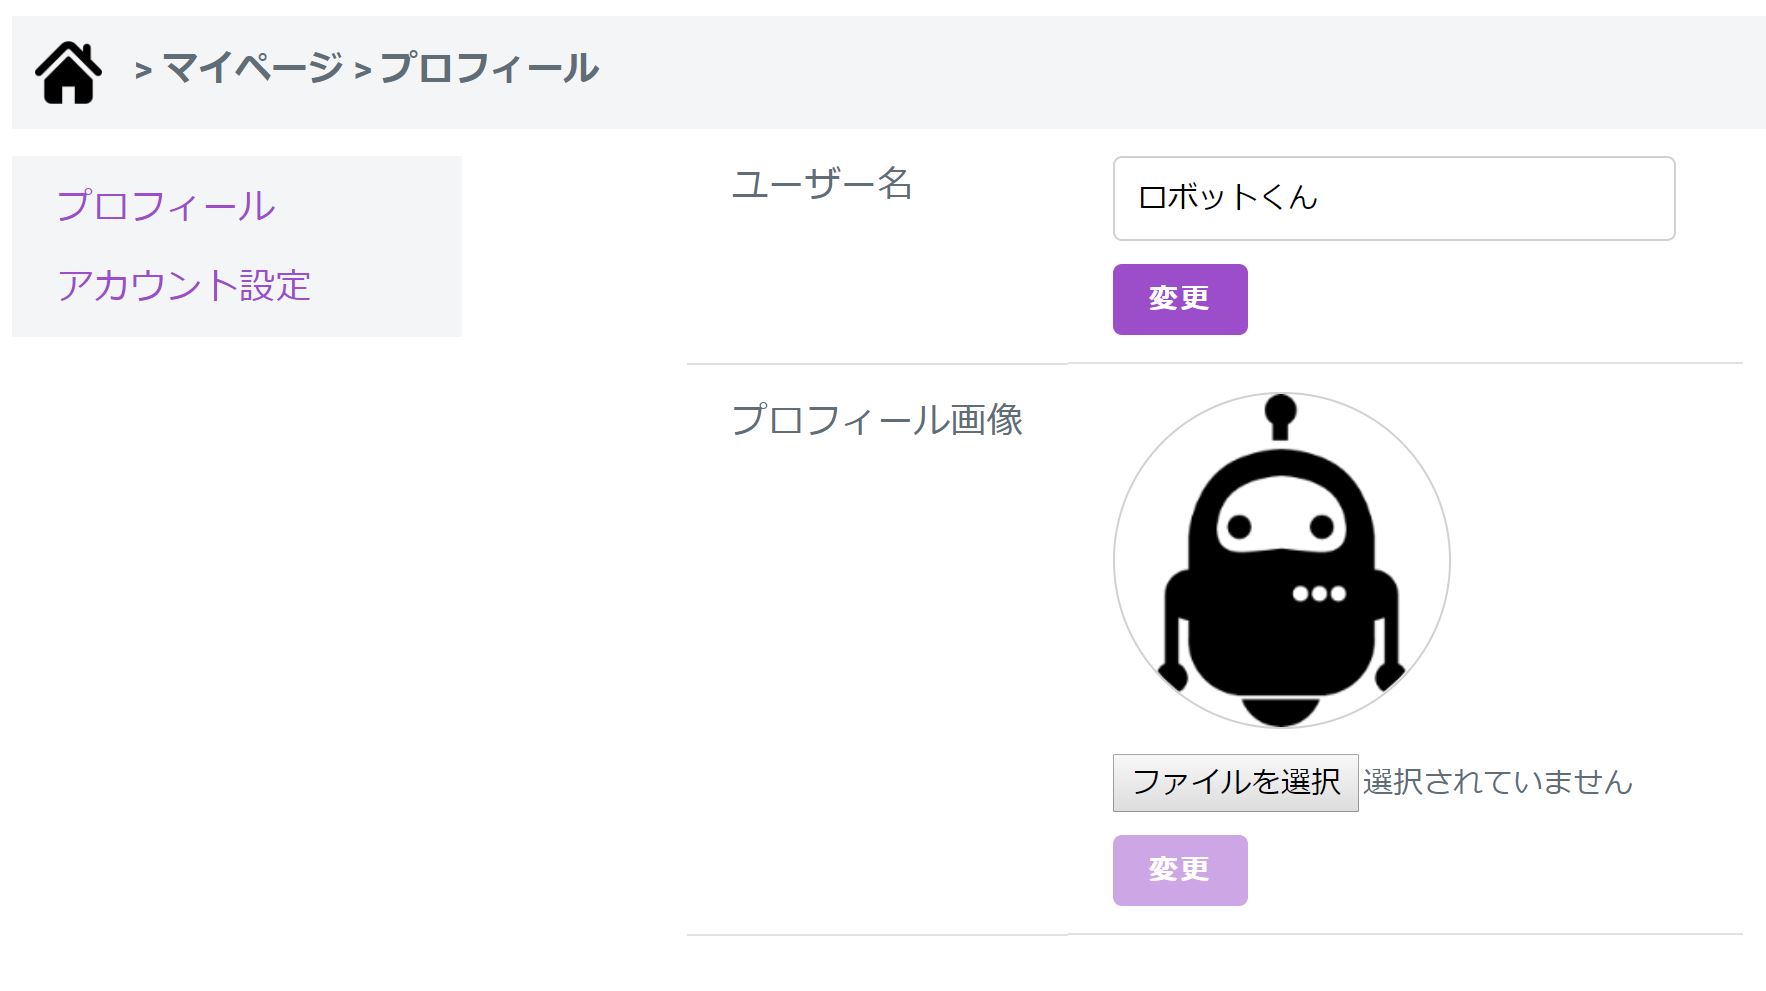 > マイページ > プロフィール
プロフィール
アカウント設定
ユーザー名
ロボットくん
変更
プロフィール画像
ファイルを選択 選択されていません
変更